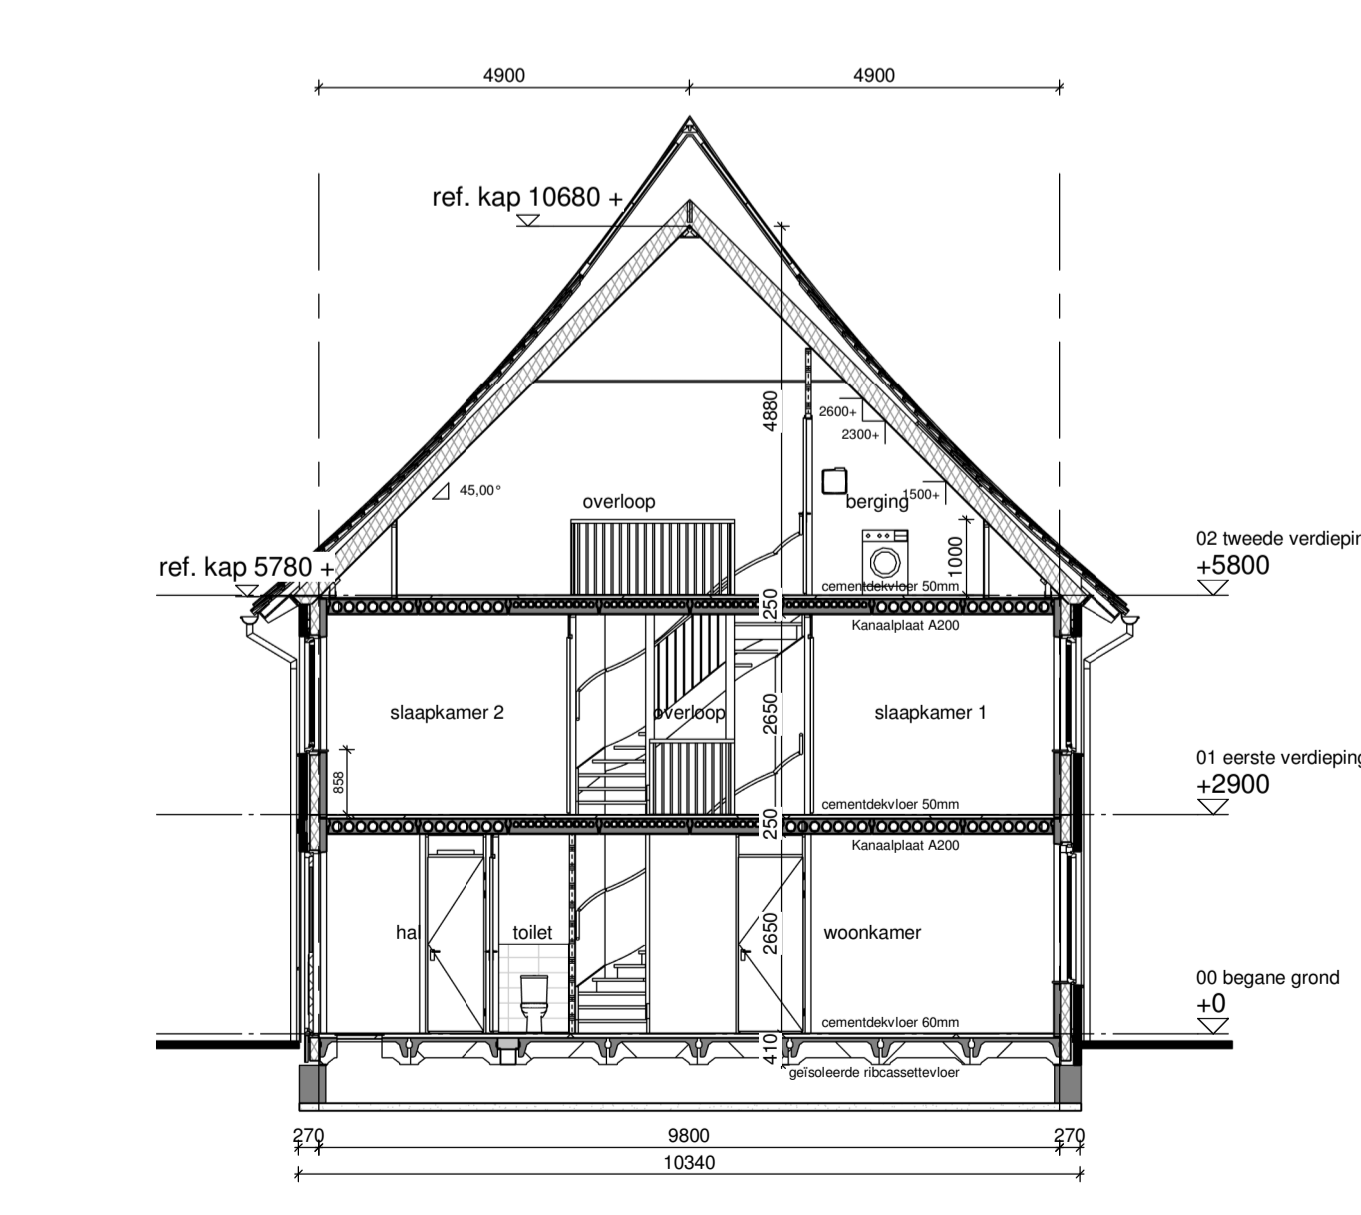 4900
4900
ref. kap 10680 +
4880
2600+
2300+
45,00°
1500+
overloop
berging
1000
02 tweede verdiepin
+5800
ref. kap 5780 +
cementdekvloer 50mm
250
Kanaalplaat A200
slaapkamer 2
overloop
2650
slaapkamer 1
858
01 eerste verdieping
+2900
cementdekvloer 50mm
250
Kanaalplaat A200
hal
toilet
2650
woonkamer
00 begane grond
+0
cementdekvloer 60mm
410
geïsoleerde ribcassettevloer
270
9800
270
10340